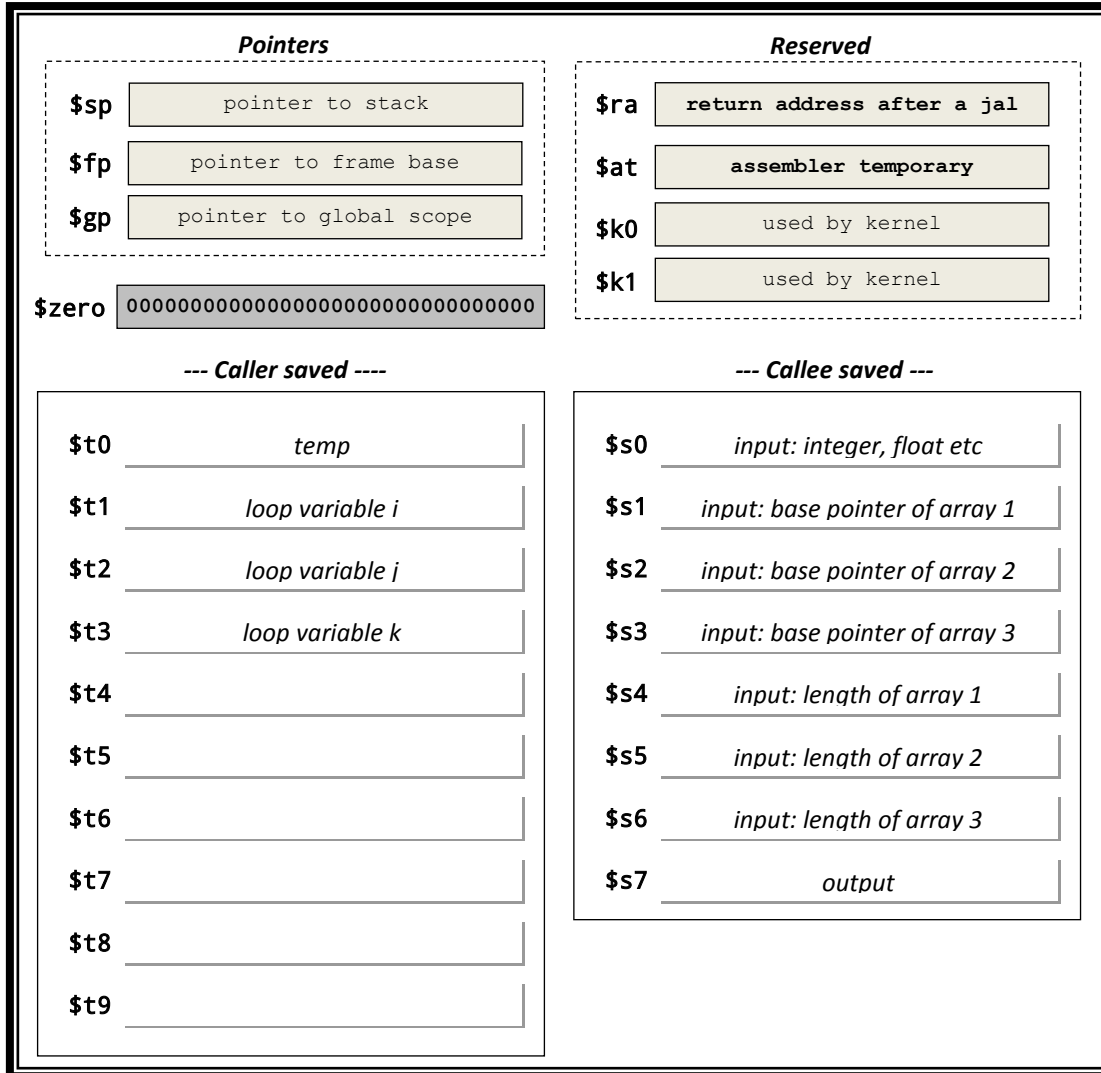 Pointers
$sp pointer to stack
$fp pointer to frame base
$gp pointer to global scope
$zero 00000000000000000000000000000000
Reserved
$ra return address after a jal
$at assembler temporary
$k0 used by kernel
$k1 used by kernel
--- Caller saved ----
$t0 temp
$t1 loop variable i
$t2 loop variable j
$t3 loop variable k
$t4
$t5
$t6
$t7
$t8
$t9
--- Callee saved ---
$s0 input: integer, float etc
$s1 input: base pointer of array 1
$s2 input: base pointer of array 2
$s3 input: base pointer of array 3
$s4 input: length of array 1
$s5 input: length of array 2
$s6 input: length of array 3
$s7 output